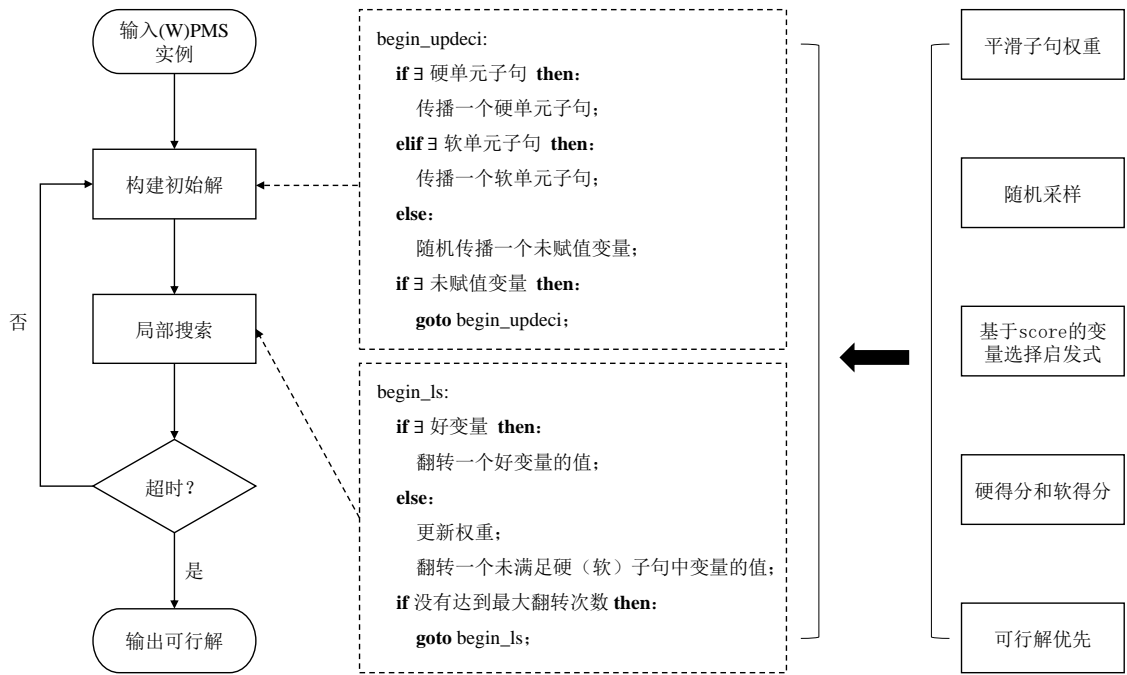 输入(W)PMS
实例
构建初始解
局部搜索
否
超时？
是
输出可行解
begin_updeci:
if ∃ 硬单元子句 then：
传播一个硬单元子句；
elif ∃ 软单元子句 then：
传播一个软单元子句；
else：
随机传播一个未赋值变量；
if ∃ 未赋值变量 then：
goto begin_updeci；
begin_ls:
if ∃ 好变量 then：
翻转一个好变量的值；
else：
更新权重；
翻转一个未满足硬（软）子句中变量的值；
if 没有达到最大翻转次数 then：
goto begin_ls；
平滑子句权重
随机采样
基于score的变
量选择启发式
硬得分和软得分
可行解优先